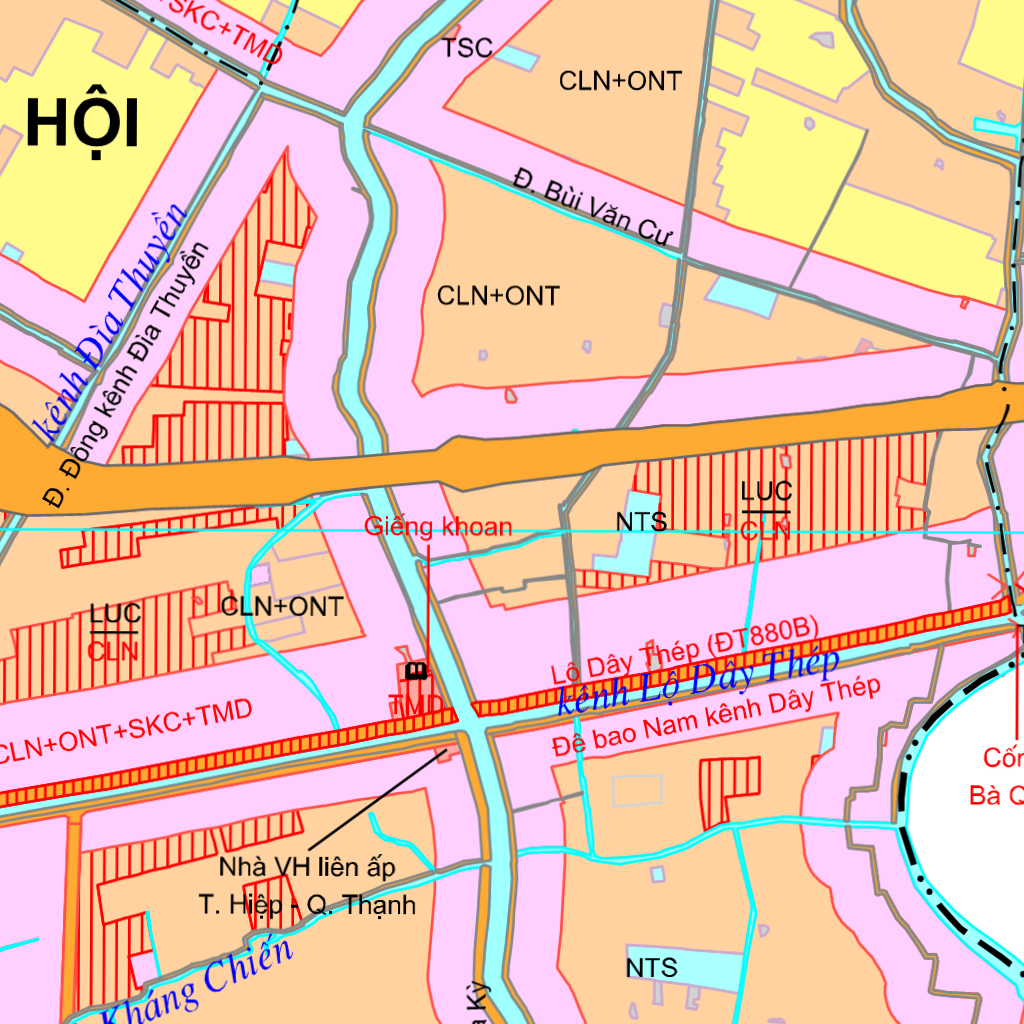 SKC+TMD
TSC
CLN+ONT
HỘI
Đ. Bùi Văn Cư
kênh Đìa Thuyền
Đ. Đông kênh Đìa Thuyền
CLN+ONT
LUC
CLN
NTS
Giếng khoan
LUC
CLN
CLN+ONT
B
TMD
Lộ Dây Thép (ĐT880B)
kênh Lộ Dây Thép
Đê bao Nam kênh Dây Thép
CLN+ONT+SKC+TMD
Bà
Nhà VH liên ấp
T. Hiệp - Q. Thạnh
Kháng Chiến
NTS